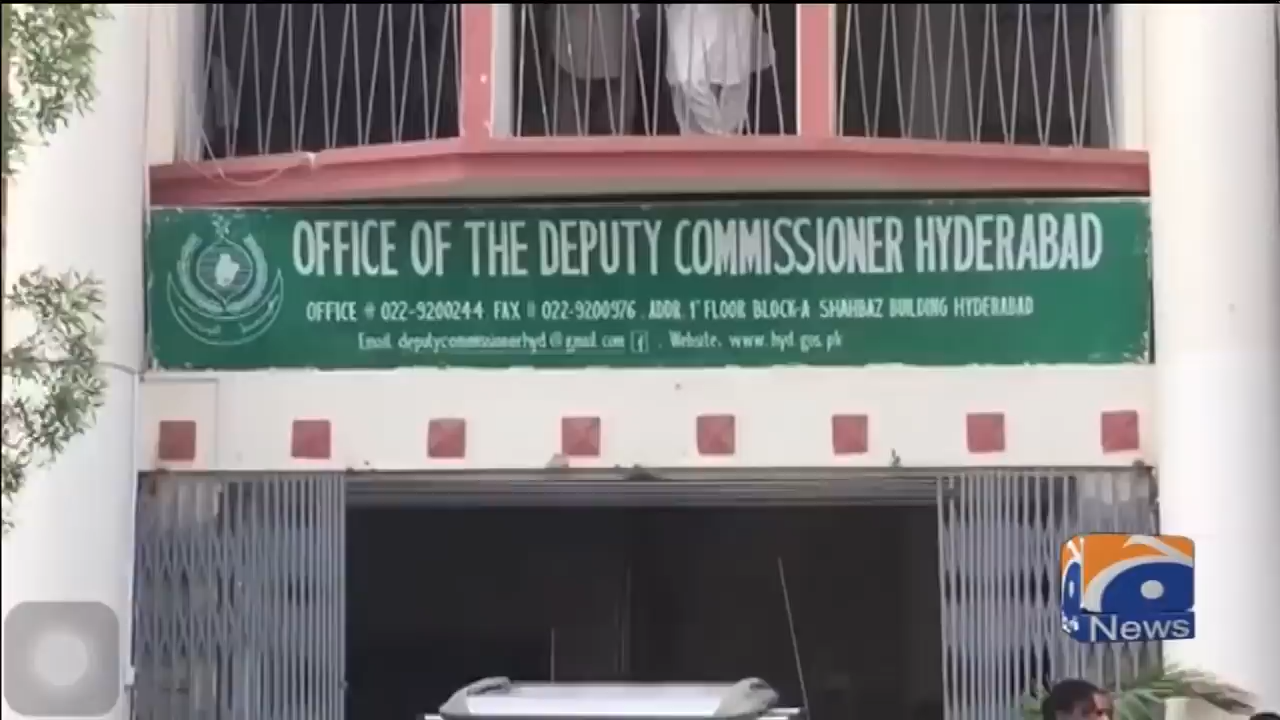 OFFICE OF THE DEPUTY COMMISSIONER HYDERABAD
OFFICE # 022-9200244 FAX # 022-9200976 . ADDR. 1st FLOOR BLOCK-A SHAHBAZ BUILDING HYDERABAD
Email. deputycommissionerhyd@gmail.com f . Website. www.hyd.gos.pk
News